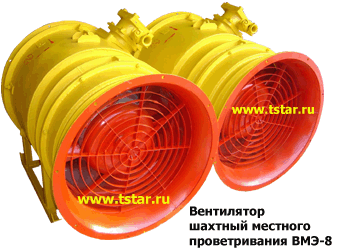 www.tstar.ru
www.tstar.ru
Вентилятор
шахтный местного
проветривания ВМЭ-8